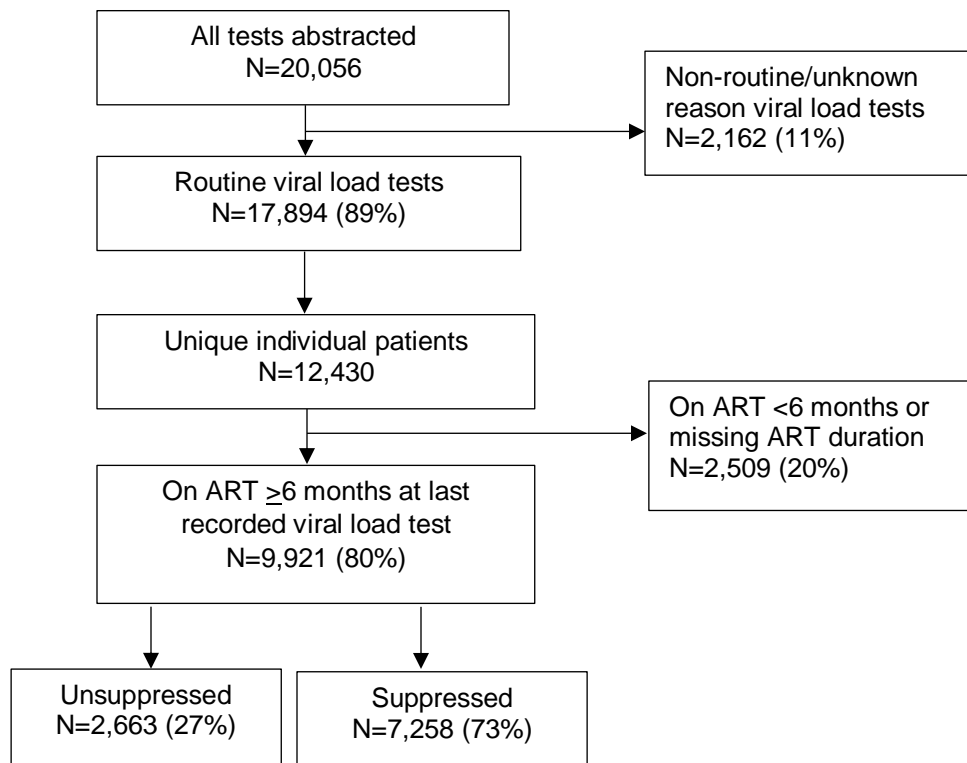 All tests abstracted
N=20,056
Non-routine/unknown
reason viral load tests
N=2,162 (11%)
Routine viral load tests
N=17,894 (89%)
Unique individual patients
N=12,430
On ART <6 months or
missing ART duration
N=2,509 (20%)
On ART ≥6 months at last
recorded viral load test
N=9,921 (80%)
Unsuppressed
N=2,663 (27%)
Suppressed
N=7,258 (73%)